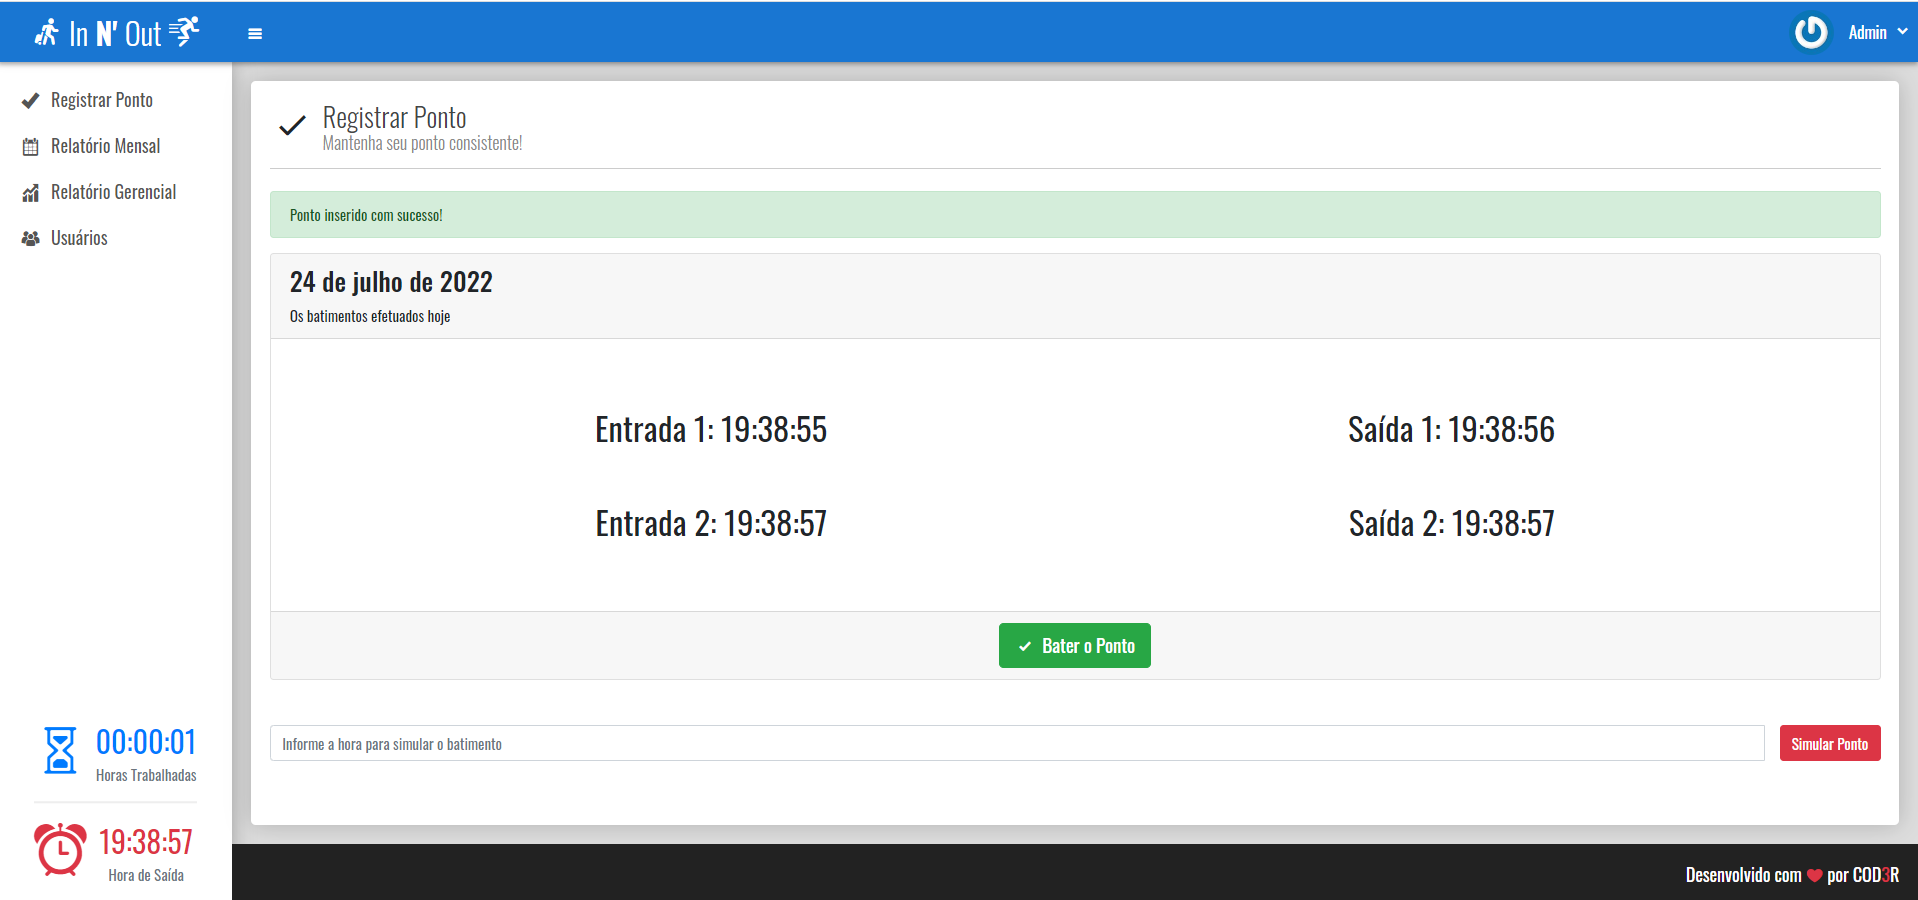 In N' Out
Admin
Registrar Ponto
Relatório Mensal
Relatório Gerencial
Usuários
Registrar Ponto
Mantenha seu ponto consistente!
Ponto inserido com sucesso!
24 de julho de 2022
Os batimentos efetuados hoje
Entrada 1: 19:38:55
Saída 1: 19:38:56
Entrada 2: 19:38:57
Saída 2: 19:38:57
Bater o Ponto
Informe a hora para simular o batimento
Simular Ponto
00:00:01
Horas Trabalhadas
19:38:57
Hora de Saída
Desenvolvido com ❤ por COD3R